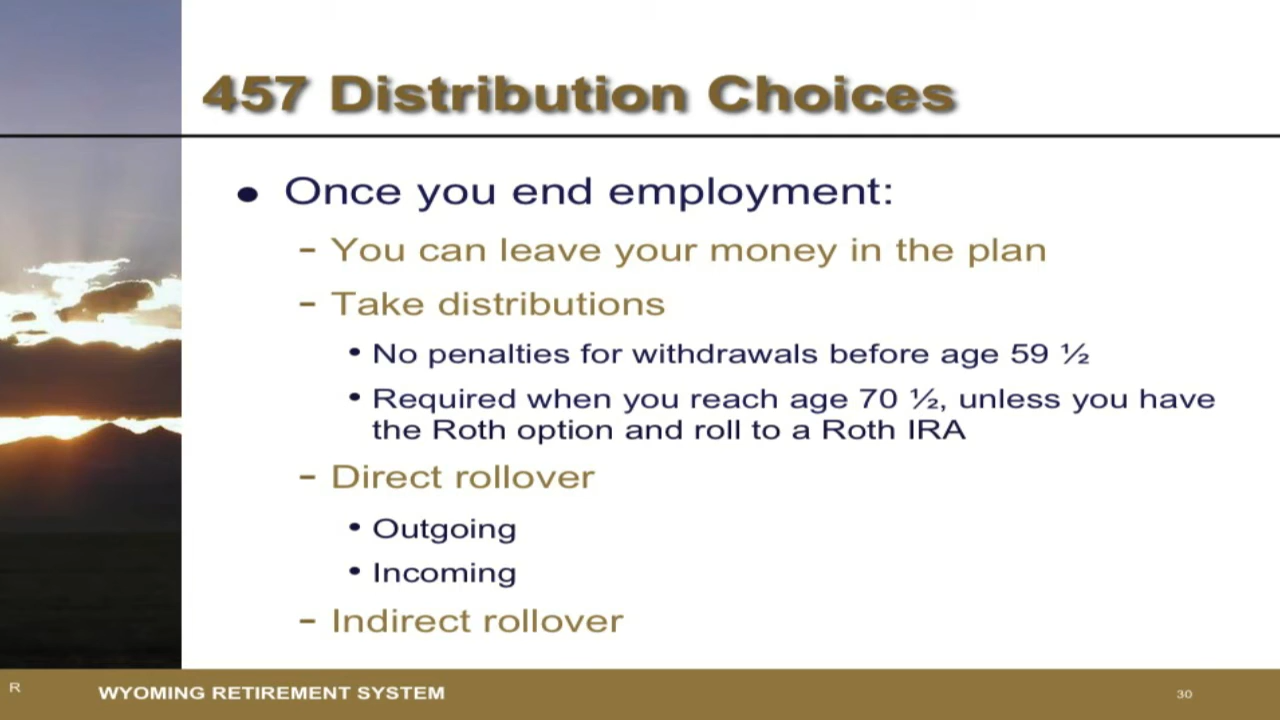 457 Distribution Choices
• Once you end employment:
– You can leave your money in the plan
– Take distributions
• No penalties for withdrawals before age 59 ½
• Required when you reach age 70 ½, unless you have
the Roth option and roll to a Roth IRA
– Direct rollover
• Outgoing
• Incoming
– Indirect rollover
R WYOMING RETIREMENT SYSTEM 30